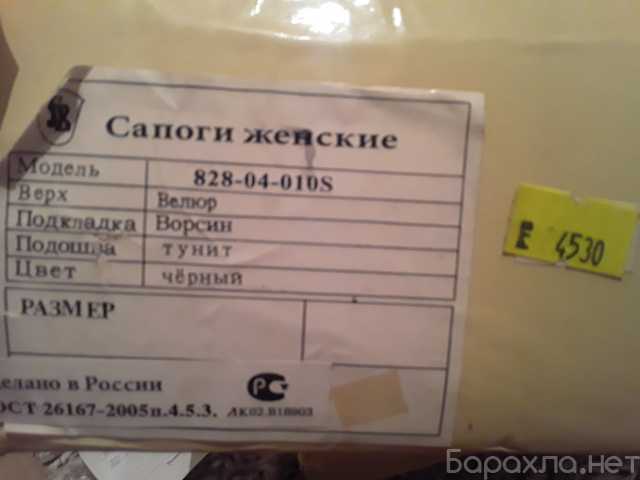 Сапоги женские
Модель 828-04-010S
Верх Велюр
Подкладка Ворсин
Подошва тунит
Цвет чёрный
РАЗМЕР
делано в России
ОСТ 26167-2005п.4.5.3.
РС
4530
Барахла.нет